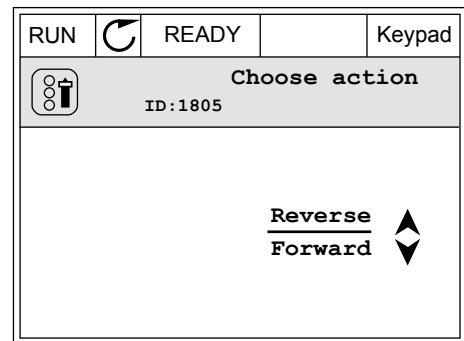 RUN READY Keypad
Choose action
ID:1805
Reverse
Forward